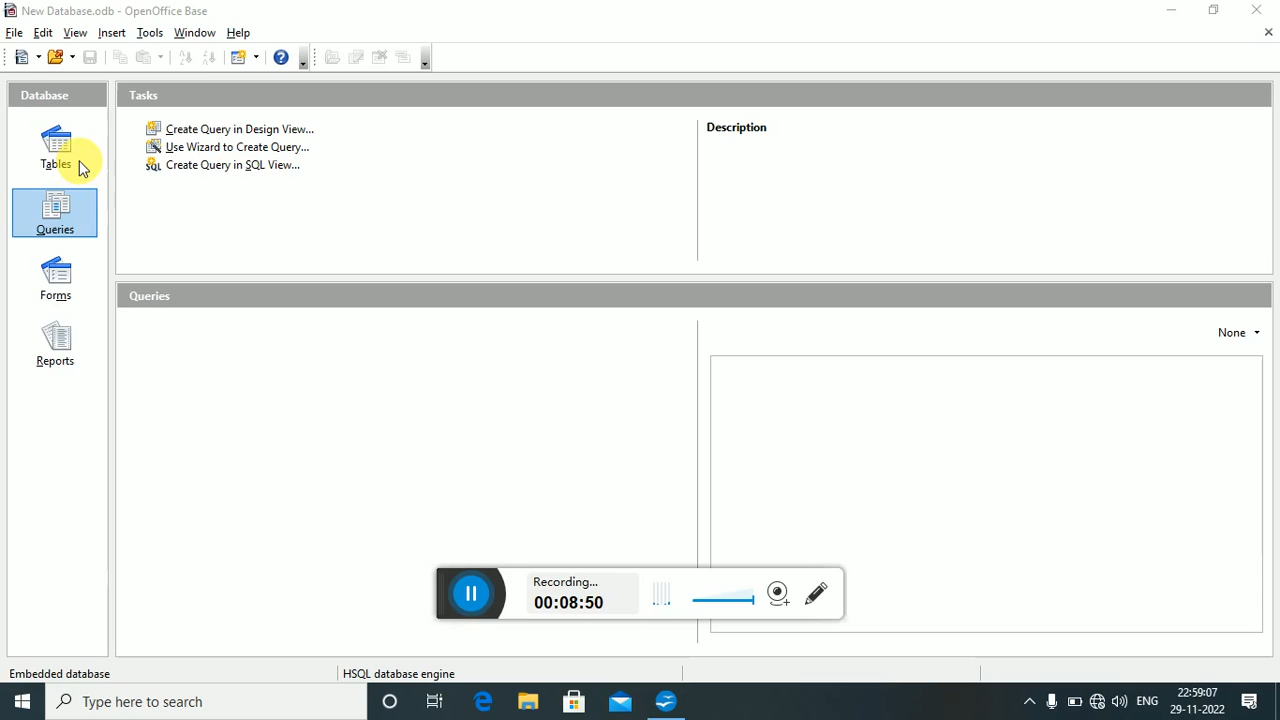 New Database.odb - OpenOffice Base
File Edit View Insert Tools Window Help
Database
Tables
Queries
Forms
Reports
Tasks
Create Query in Design View...
Use Wizard to Create Query...
SQL Create Query in SQL View...
Description
Queries
None
Recording...
00:08:50
Embedded database
HSQL database engine
Type here to search
ENG
22:59:07
29-11-2022